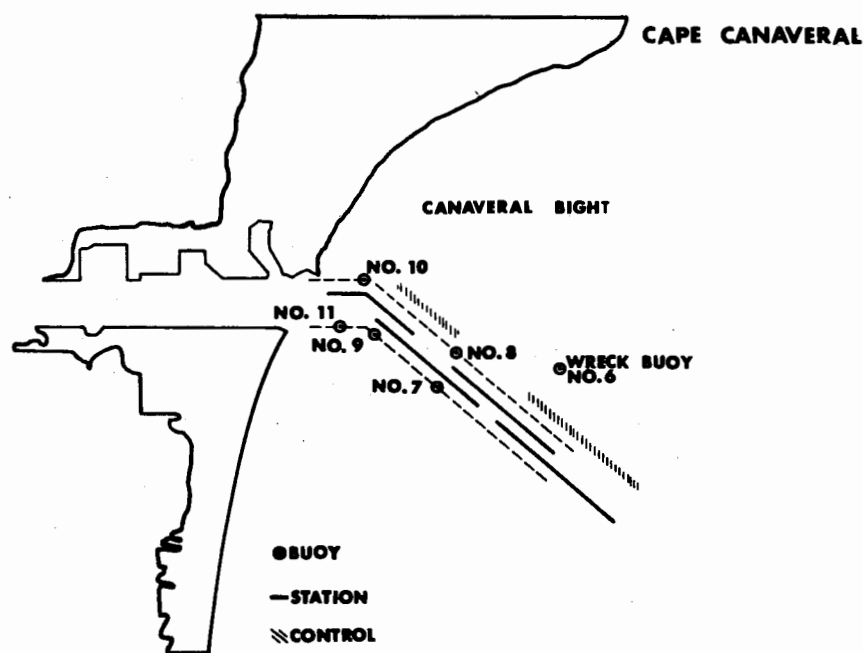 CAPE CANAVERAL
CANAVERAL BIGHT
NO. 10
NO. 11
NO. 9
NO. 8
WRECK BUOY
NO. 6
NO. 7
BUOY
STATION
CONTROL